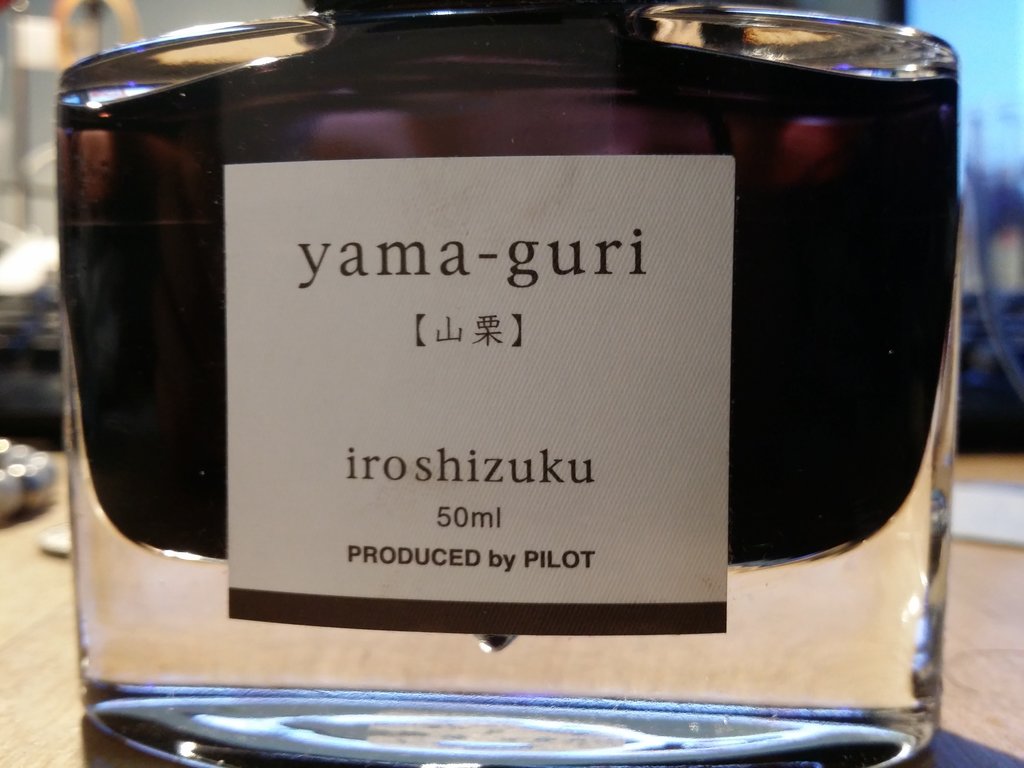 yama-guri
【山栗】
iroshizuku
50ml
PRODUCED by PILOT